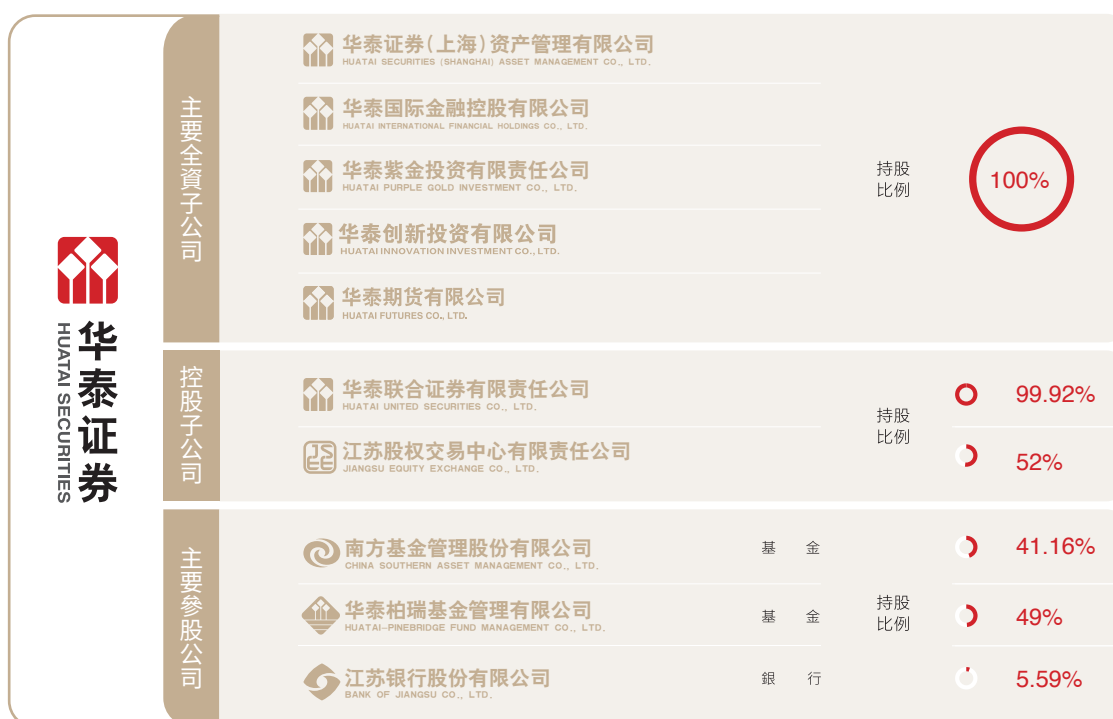 华泰证券
HUATAI SECURITIES
主要全資子公司
华泰证券(上海)资产管理有限公司
HUATAI SECURITIES (SHANGHAI) ASSET MANAGEMENT CO., LTD.
华泰国际金融控股有限公司
HUATAI INTERNATIONAL FINANCIAL HOLDINGS CO., LTD.
华泰紫金投资有限责任公司
HUATAI PURPLE GOLD INVESTMENT CO., LTD.
华泰创新投资有限公司
HUATAI INNOVATION INVESTMENT CO., LTD.
华泰期货有限公司
HUATAI FUTURES CO., LTD.
持股
比例
100%
控股子公司
华泰联合证券有限责任公司
HUATAI UNITED SECURITIES CO., LTD.
99.92%
JSEE
江苏股权交易中心有限责任公司
JIANGSU EQUITY EXCHANGE CO., LTD.
持股
比例
52%
主要參股公司
南方基金管理股份有限公司
CHINA SOUTHERN ASSET MANAGEMENT CO., LTD.
基 金
41.16%
华泰柏瑞基金管理有限公司
HUATAI-PINEBRIDGE FUND MANAGEMENT CO., LTD.
基 金
持股
比例
49%
江苏银行股份有限公司
BANK OF JIANGSU CO., LTD.
銀 行
5.59%